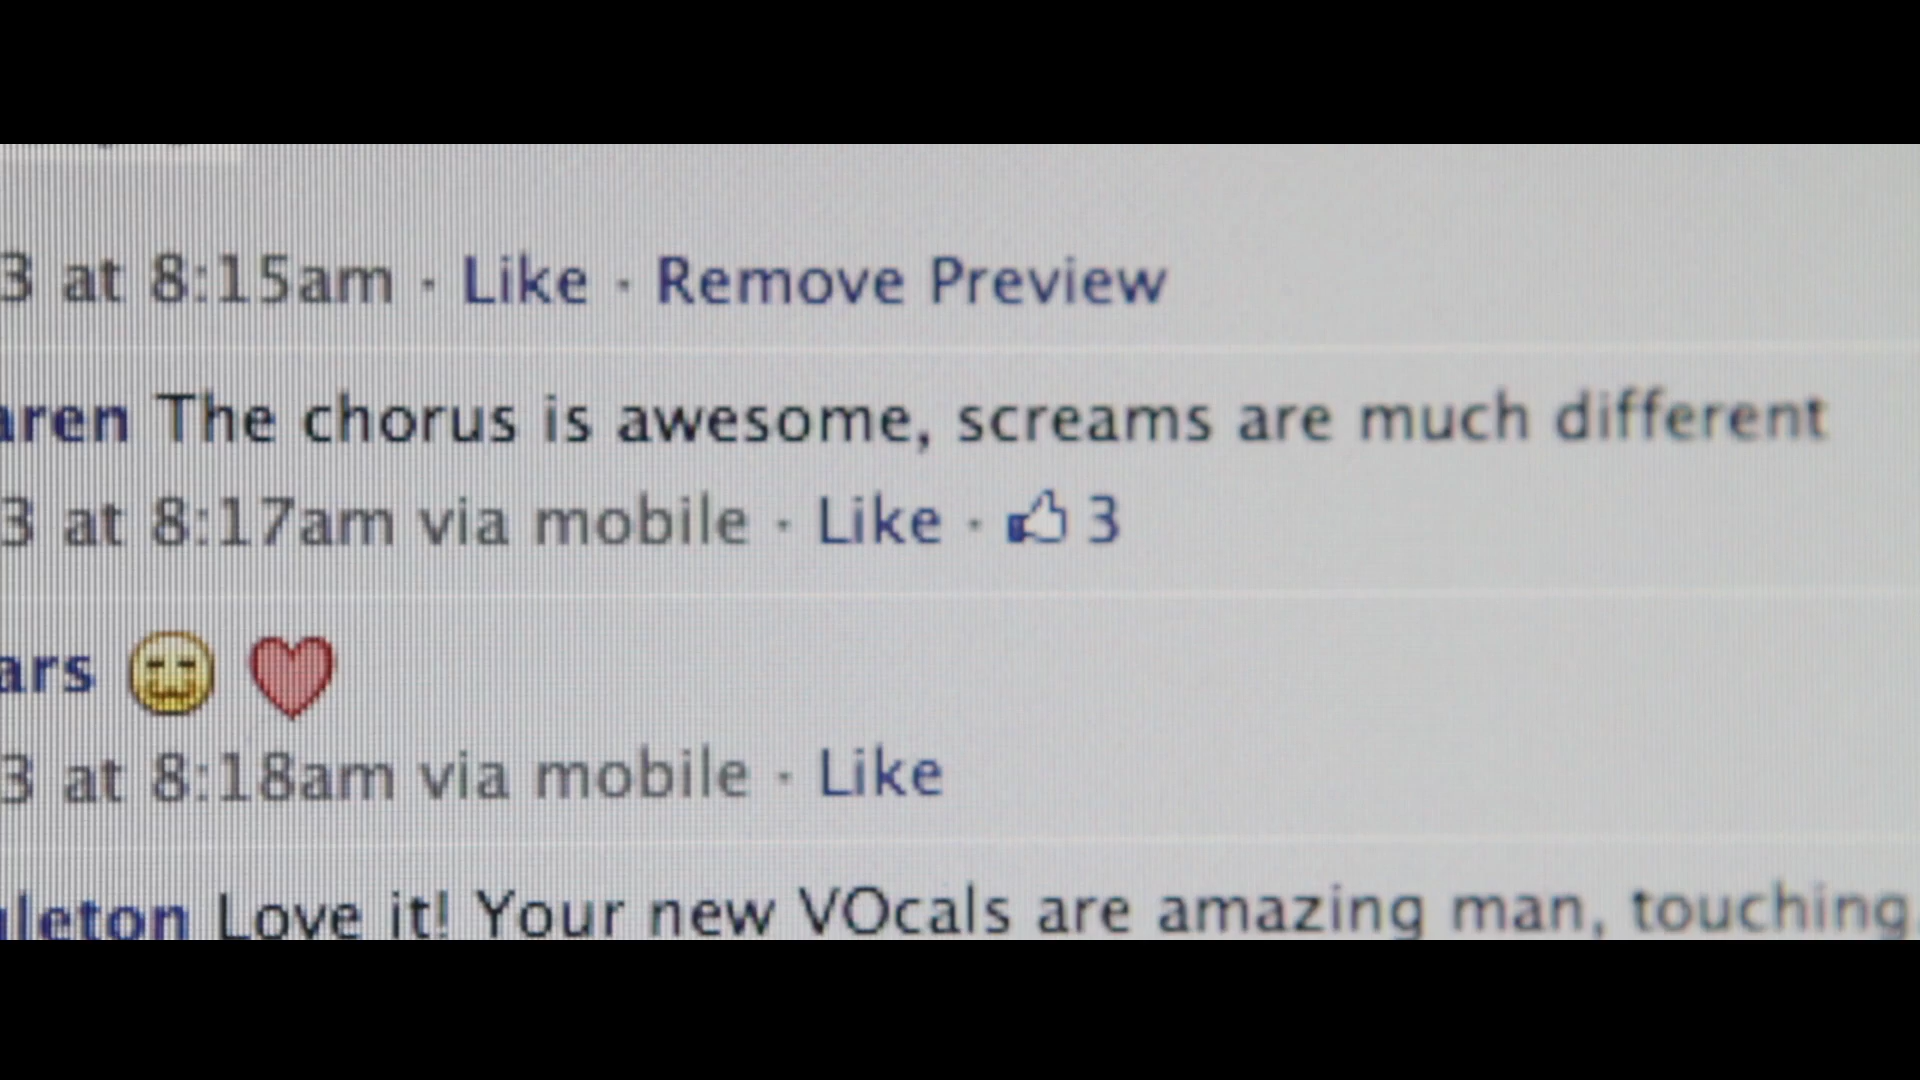 3 at 8:15am · Like · Remove Preview
aren The chorus is awesome, screams are much different
3 at 8:17am via mobile · Like · 3
ars
3 at 8:18am via mobile · Like
leton Love it! Your new VOcals are amazing man, touching